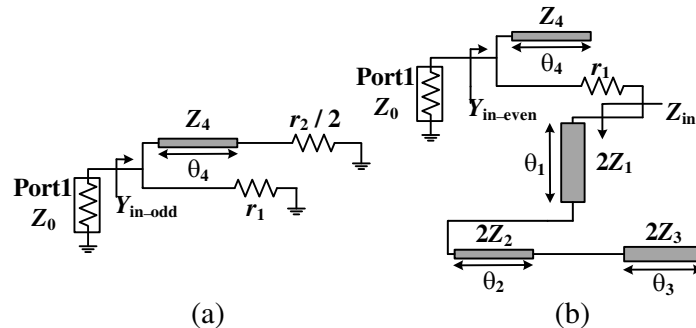 Port1
Z0
Yin–odd
Z4
θ4
r2 / 2
r1
(a)
Port1
Z0
Yin–even
Z4
θ4
r1
Zin
θ1
2Z1
2Z2
θ2
2Z3
θ3
(b)